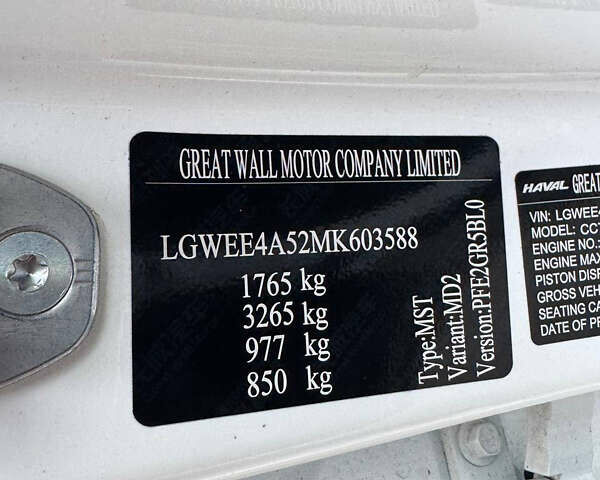 GREAT WALL MOTOR COMPANY LIMITED
LGWEE4A52MK603588
1765 kg
3265 kg
977 kg
850 kg
Type:MST
Variant:MD2
Version:PFE2GR5BL0
HAVAL GREAT
VIN: LGWEE4
MODEL: CC7
ENGINE NO.:
ENGINE MAX
PISTON DISP
GROSS VEH
SEATING CA
DATE OF PR